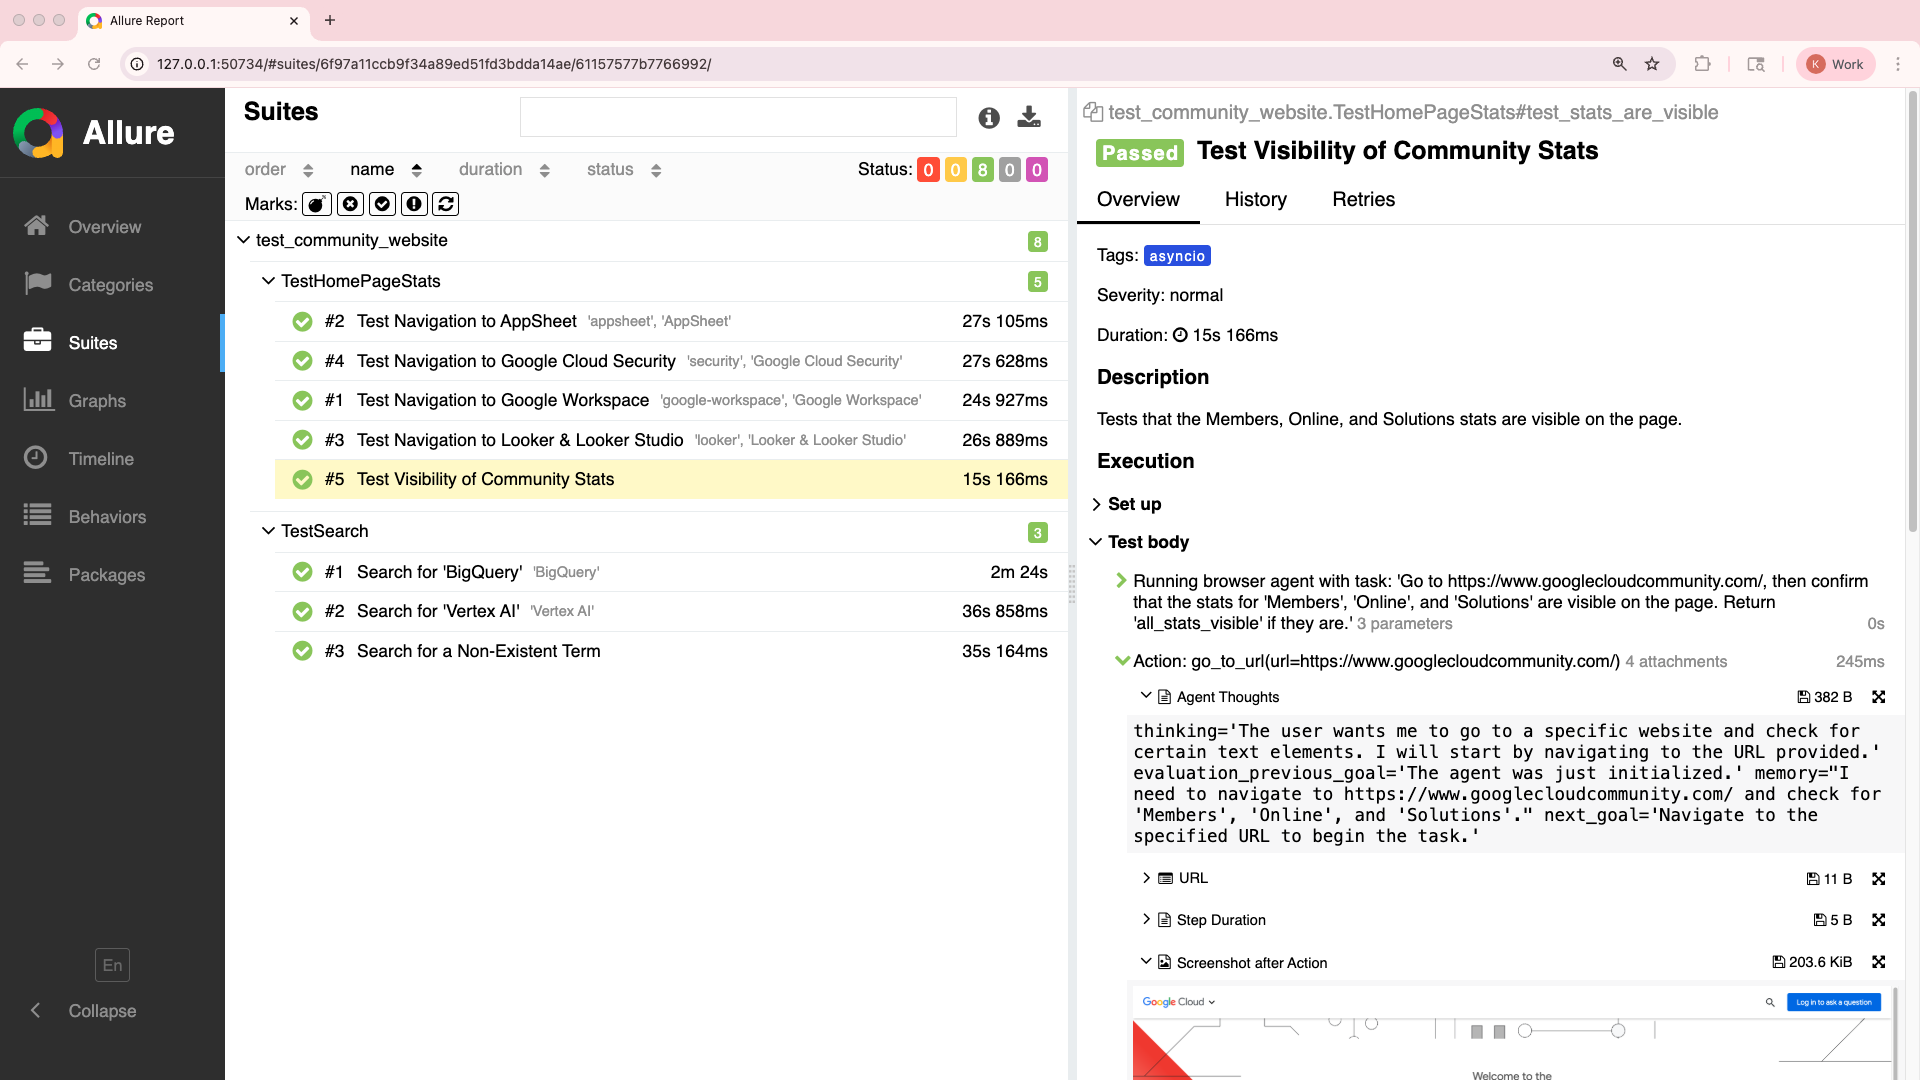 Allure Report
127.0.0.1:50734/#suites/6f97a11ccb9f34a89ed51fd3bdda14ae/61157577b7766992/
K Work
Allure
Overview
Categories
Suites
Graphs
Timeline
Behaviors
Packages
En
Collapse
Suites
order name duration status Status: 0 0 8 0 0
Marks:
test_community_website 8
TestHomePageStats 5
#2 Test Navigation to AppSheet 'appsheet', 'AppSheet' 27s 105ms
#4 Test Navigation to Google Cloud Security 'security', 'Google Cloud Security' 27s 628ms
#1 Test Navigation to Google Workspace 'google-workspace', 'Google Workspace' 24s 927ms
#3 Test Navigation to Looker & Looker Studio 'looker', 'Looker & Looker Studio' 26s 889ms
#5 Test Visibility of Community Stats 15s 166ms
TestSearch 3
#1 Search for 'BigQuery' 'BigQuery' 2m 24s
#2 Search for 'Vertex AI' 'Vertex AI' 36s 858ms
#3 Search for a Non-Existent Term 35s 164ms
test_community_website.TestHomePageStats#test_stats_are_visible
Passed Test Visibility of Community Stats
Overview History Retries
Tags: asyncio
Severity: normal
Duration: 15s 166ms
Description
Tests that the Members, Online, and Solutions stats are visible on the page.
Execution
Set up
Test body
Running browser agent with task: 'Go to https://www.googlecloudcommunity.com/, then confirm
that the stats for 'Members', 'Online', and 'Solutions' are visible on the page. Return
'all_stats_visible' if they are.' 3 parameters 0s
Action: go_to_url(url=https://www.googlecloudcommunity.com/) 4 attachments 245ms
Agent Thoughts 382 B
thinking='The user wants me to go to a specific website and check for
certain text elements. I will start by navigating to the URL provided.'
evaluation_previous_goal='The agent was just initialized.' memory="I
need to navigate to https://www.googlecloudcommunity.com/ and check for
'Members', 'Online', and 'Solutions'." next_goal='Navigate to the
specified URL to begin the task.'
URL 11 B
Step Duration 5 B
Screenshot after Action 203.6 KiB
Google Cloud Log in to ask a question
Welcome to the